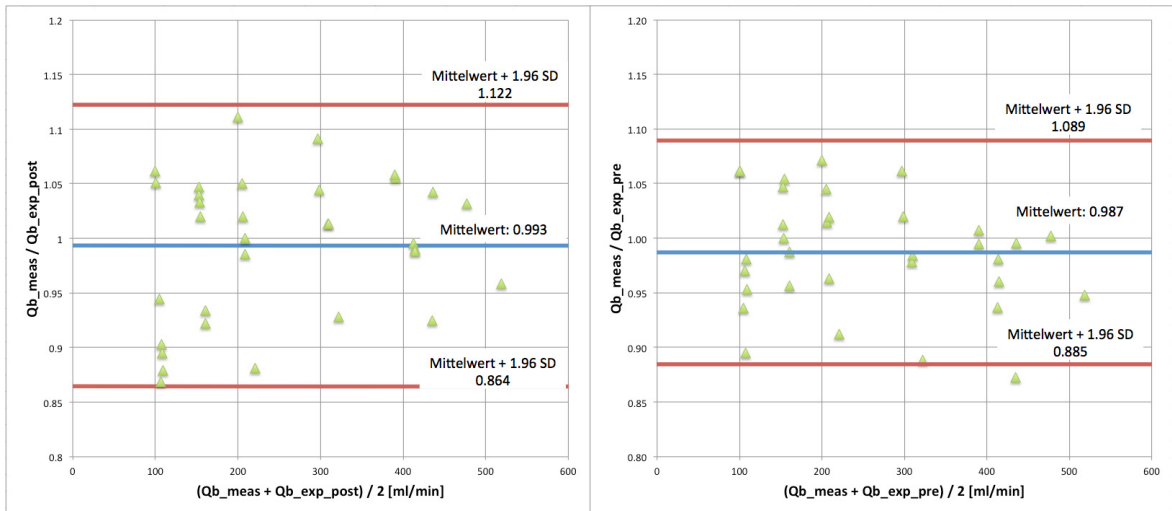 1.2
1.15
1.1
1.05
1
0.95
0.9
0.85
0.8
Qb_meas / Qb_exp_post
Mittelwert + 1.96 SD
1.122
Mittelwert: 0.993
Mittelwert + 1.96 SD
0.864
0 100 200 300 400 500 600
(Qb_meas + Qb_exp_post) / 2 [ml/min]
1.20
1.15
1.10
1.05
1.00
0.95
0.90
0.85
0.80
Qb_meas / Qb_exp_pre
Mittelwert + 1.96 SD
1.089
Mittelwert: 0.987
Mittelwert + 1.96 SD
0.885
0 100 200 300 400 500 600
(Qb_meas + Qb_exp_pre) / 2 [ml/min]